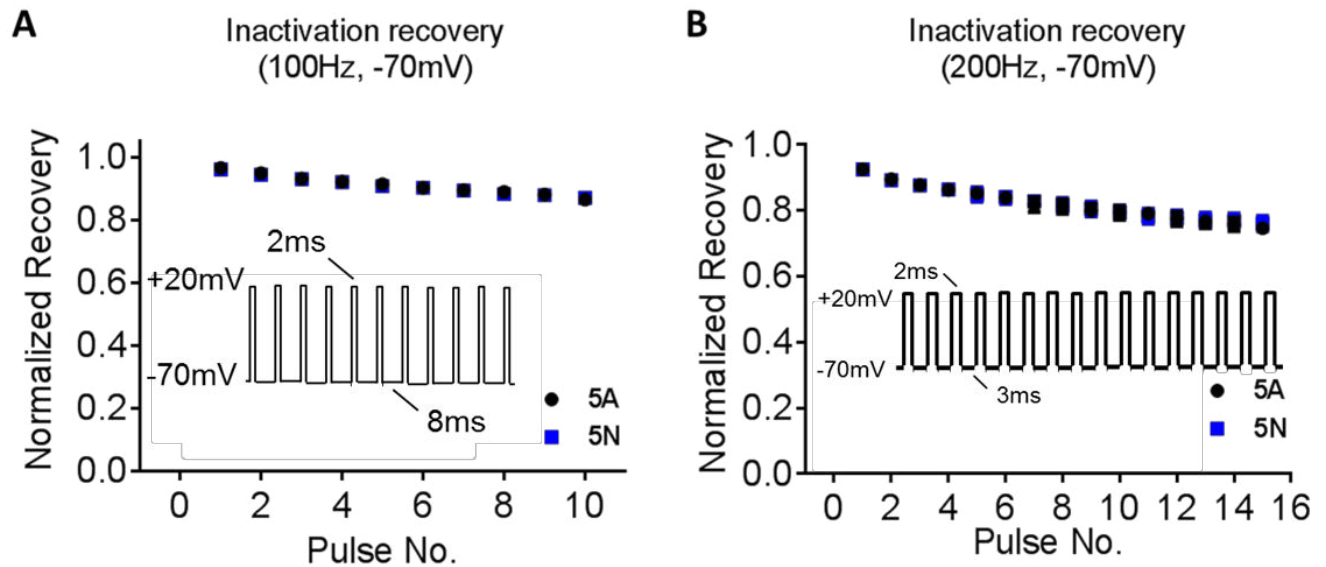 A
Inactivation recovery
(100Hz, -70mV)
Normalized Recovery
1.0
0.8
0.6
0.4
0.2
0.0
2ms
+20mV
-70mV
8ms
5A
5N
0 2 4 6 8 10
Pulse No.
B
Inactivation recovery
(200Hz, -70mV)
Normalized Recovery
1.0
0.8
0.6
0.4
0.2
0.0
2ms
+20mV
-70mV
3ms
5A
5N
0 2 4 6 8 10 12 14 16
Pulse No.